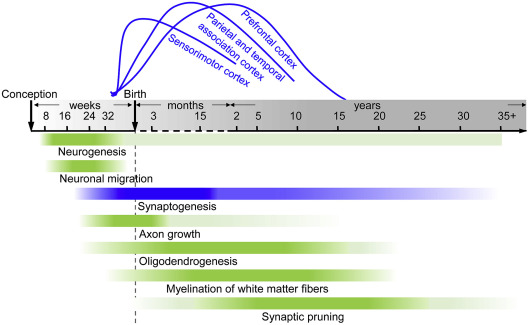 Prefrontal cortex
Parietal and temporal
association cortex
Sensorimotor cortex
Conception
Birth
weeks
months
years
8 16 24 32 3 15 2 5 10 15 20 25 30 35+
Neurogenesis
Neuronal migration
Synaptogenesis
Axon growth
Oligodendrogenesis
Myelination of white matter fibers
Synaptic pruning